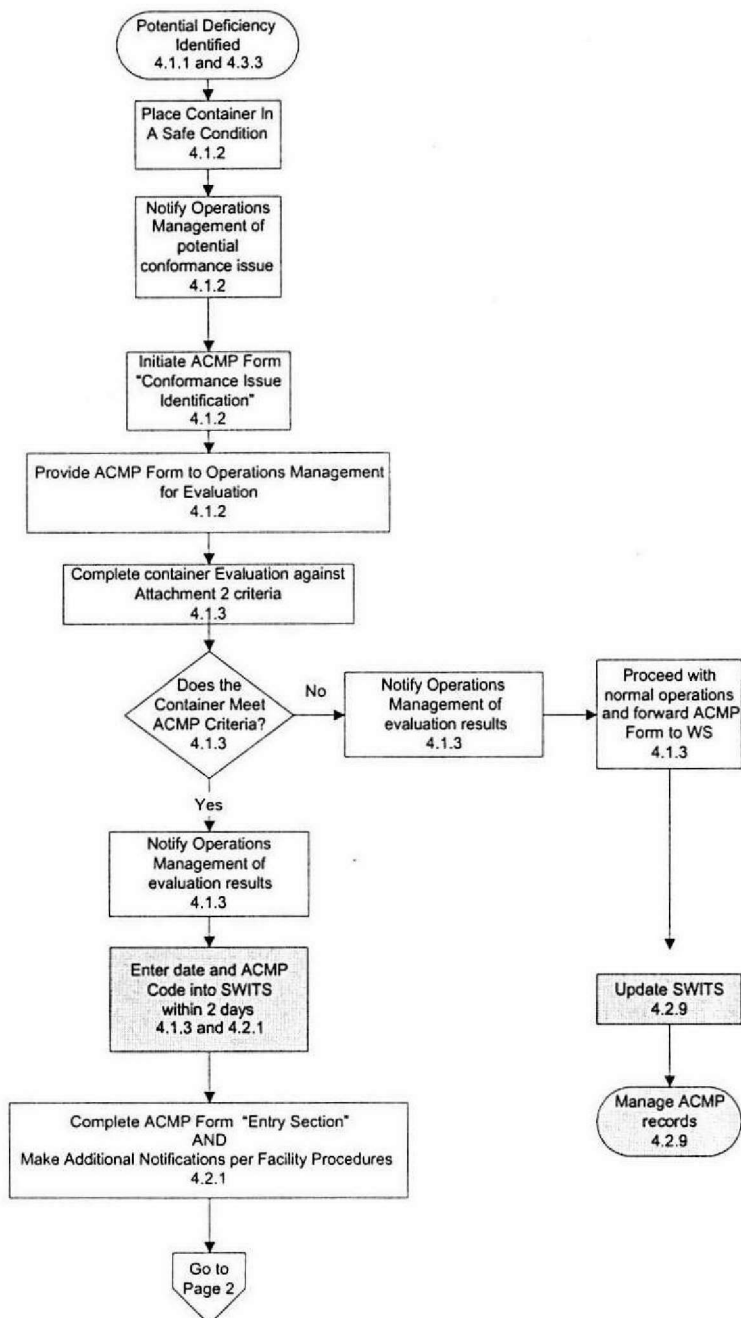 Potential Deficiency
Identified
4.1.1 and 4.3.3
Place Container In
A Safe Condition
4.1.2
Notify Operations
Management of
potential
conformance issue
4.1.2
Initiate ACMP Form
"Conformance Issue
Identification"
4.1.2
Provide ACMP Form to Operations Management
for Evaluation
4.1.2
Complete container Evaluation against
Attachment 2 criteria
4.1.3
Does the
Container Meet
ACMP Criteria?
4.1.3
No
Notify Operations
Management of
evaluation results
4.1.3
Proceed with
normal operations
and forward ACMP
Form to WS
4.1.3
Yes
Notify Operations
Management of
evaluation results
4.1.3
Enter date and ACMP
Code into SWITS
within 2 days
4.1.3 and 4.2.1
Update SWITS
4.2.9
Manage ACMP
records
4.2.9
Complete ACMP Form "Entry Section"
AND
Make Additional Notifications per Facility Procedures
4.2.1
Go to
Page 2